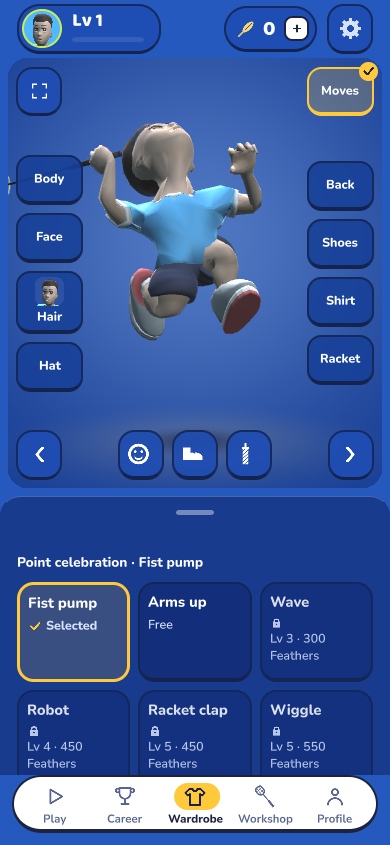 Lv 1
0
+
Moves
Body
Face
Hair
Hat
Back
Shoes
Shirt
Racket
Point celebration · Fist pump
Fist pump
Selected
Arms up
Free
Wave
Lv 3 · 300
Feathers
Robot
Lv 4 · 450
Feathers
Racket clap
Lv 5 · 450
Feathers
Wiggle
Lv 5 · 550
Feathers
Play
Career
Wardrobe
Workshop
Profile